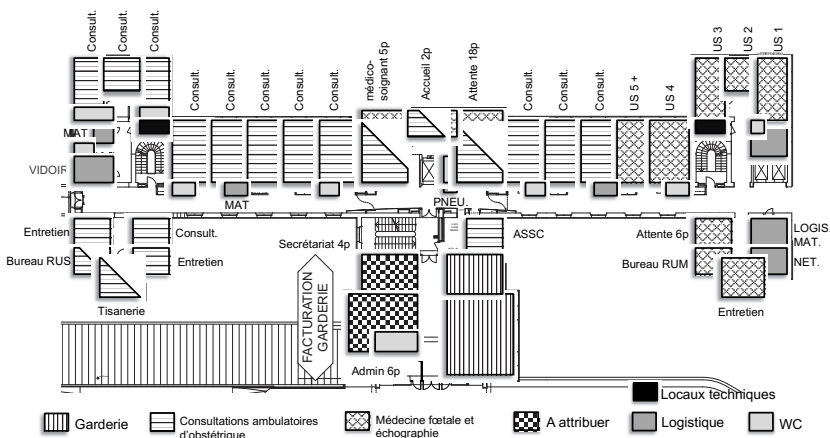 Consult.
Consult.
Consult.
Consult.
Consult.
Consult.
Consult.
Consult.
médico-
soignant 5p
Accueil 2p
Attente 18p
Consult.
Consult.
Consult.
Consult.
US 5 +
US 4
US 3
US 2
US 1
MAT
VIDOIR
MAT
PNEU.
Entretien
Consult.
Secrétariat 4p
ASSC
Attente 6p
LOGIS.
MAT.
Bureau RUS
Entretien
Bureau RUM
NET.
Tisanerie
FACTURATION
GARDERIE
Entretien
Admin 6p
Locaux techniques
Garderie
Consultations ambulatoires
d'obstétrique
Médecine fœtale et
échographie
A attribuer
Logistique
WC